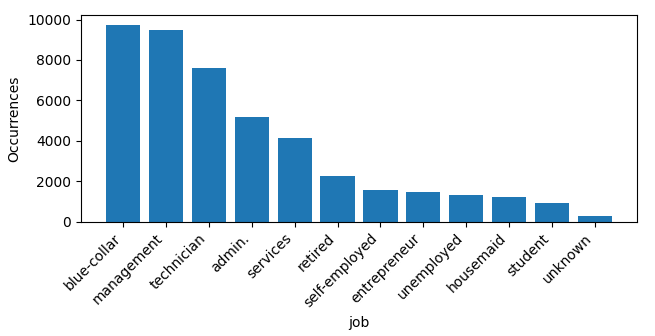 10000
8000
6000
4000
2000
0
Occurrences
blue-collar
management
technician
admin.
services
retired
self-employed
entrepreneur
unemployed
housemaid
student
unknown
job